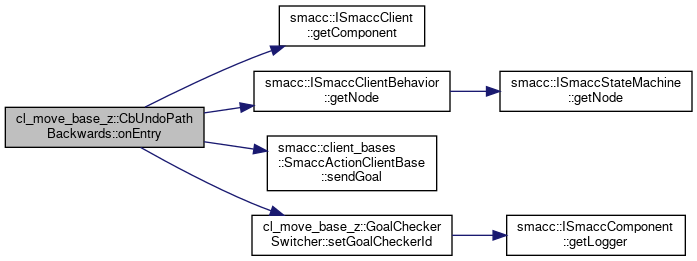 smacc::ISmaccClient
::getComponent
smacc::ISmaccClientBehavior
::getNode
smacc::ISmaccStateMachine
::getNode
cl_move_base_z::CbUndoPath
Backwards::onEntry
smacc::client_bases
::SmaccActionClientBase
::sendGoal
cl_move_base_z::GoalChecker
Switcher::setGoalCheckerId
smacc::ISmaccComponent
::getLogger